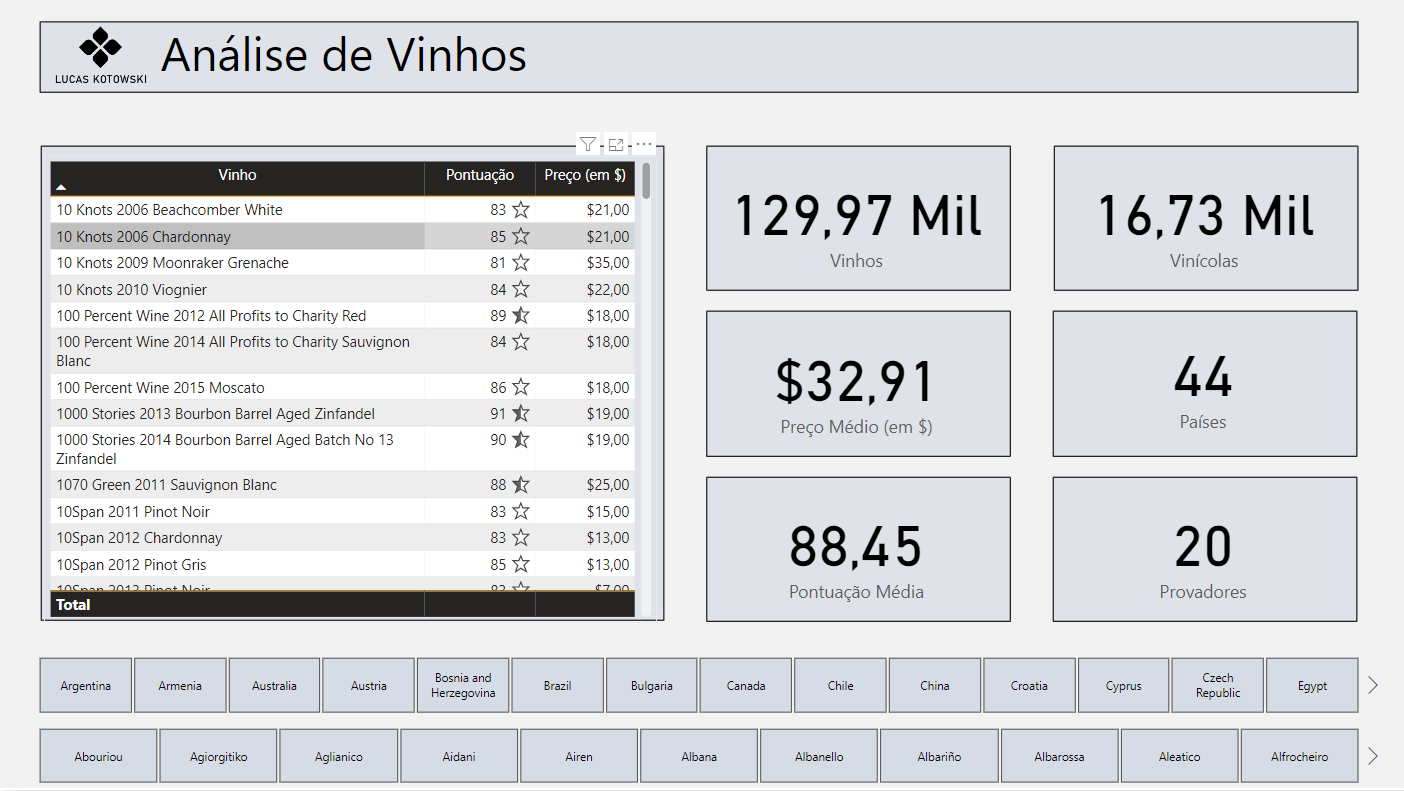 LUCAS KOTOWSKI
Análise de Vinhos
Vinho Pontuação Preço (em $)
10 Knots 2006 Beachcomber White 83 $21,00
10 Knots 2006 Chardonnay 85 $21,00
10 Knots 2009 Moonraker Grenache 81 $35,00
10 Knots 2010 Viognier 84 $22,00
100 Percent Wine 2012 All Profits to Charity Red 89 $18,00
100 Percent Wine 2014 All Profits to Charity Sauvignon 84 $18,00
Blanc
100 Percent Wine 2015 Moscato 86 $18,00
1000 Stories 2013 Bourbon Barrel Aged Zinfandel 91 $19,00
1000 Stories 2014 Bourbon Barrel Aged Batch No 13 90 $19,00
Zinfandel
1070 Green 2011 Sauvignon Blanc 88 $25,00
10Span 2011 Pinot Noir 83 $15,00
10Span 2012 Chardonnay 83 $13,00
10Span 2012 Pinot Gris 85 $13,00
10Span 2013 Pinot Noir $7,00
Total
129,97 Mil
Vinhos
16,73 Mil
Vinícolas
$32,91
Preço Médio (em $)
44
Países
88,45
Pontuação Média
20
Provadores
Argentina
Armenia
Australia
Austria
Bosnia and
Herzegovina
Brazil
Bulgaria
Canada
Chile
China
Croatia
Cyprus
Czech
Republic
Egypt
Abouriou
Agiorgitiko
Aglianico
Aidani
Airen
Albana
Albanello
Albariño
Albarossa
Aleatico
Alfrocheiro